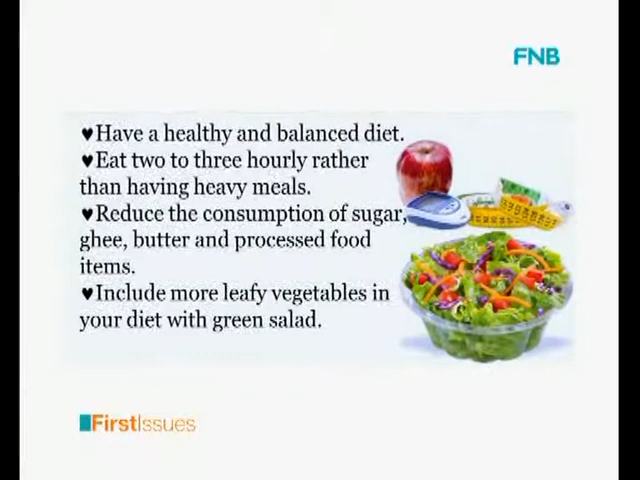 FNB
♥Have a healthy and balanced diet.
♥Eat two to three hourly rather
than having heavy meals.
♥Reduce the consumption of sugar,
ghee, butter and processed food
items.
♥Include more leafy vegetables in
your diet with green salad.
FirstIssues